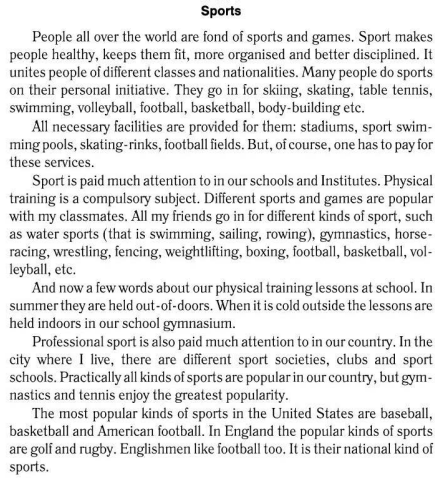 Sports
People all over the world are fond of sports and games. Sport makes
people healthy, keeps them fit, more organised and better disciplined. It
unites people of different classes and nationalities. Many people do sports
on their personal initiative. They go in for skiing, skating, table tennis,
swimming, volleyball, football, basketball, body-building etc.
All necessary facilities are provided for them: stadiums, sport swim-
ming pools, skating-rinks, football fields. But, of course, one has to pay for
these services.
Sport is paid much attention to in our schools and Institutes. Physical
training is a compulsory subject. Different sports and games are popular
with my classmates. All my friends go in for different kinds of sport, such
as water sports (that is swimming, sailing, rowing), gymnastics, horse-
racing, wrestling, fencing, weightlifting, boxing, football, basketball, vol-
leyball, etc.
And now a few words about our physical training lessons at school. In
summer they are held out-of-doors. When it is cold outside the lessons are
held indoors in our school gymnasium.
Professional sport is also paid much attention to in our country. In the
city where I live, there are different sport societies, clubs and sport
schools. Practically all kinds of sports are popular in our country, but gym-
nastics and tennis enjoy the greatest popularity.
The most popular kinds of sports in the United States are baseball,
basketball and American football. In England the popular kinds of sports
are golf and rugby. Englishmen like football too. It is their national kind of
sports.